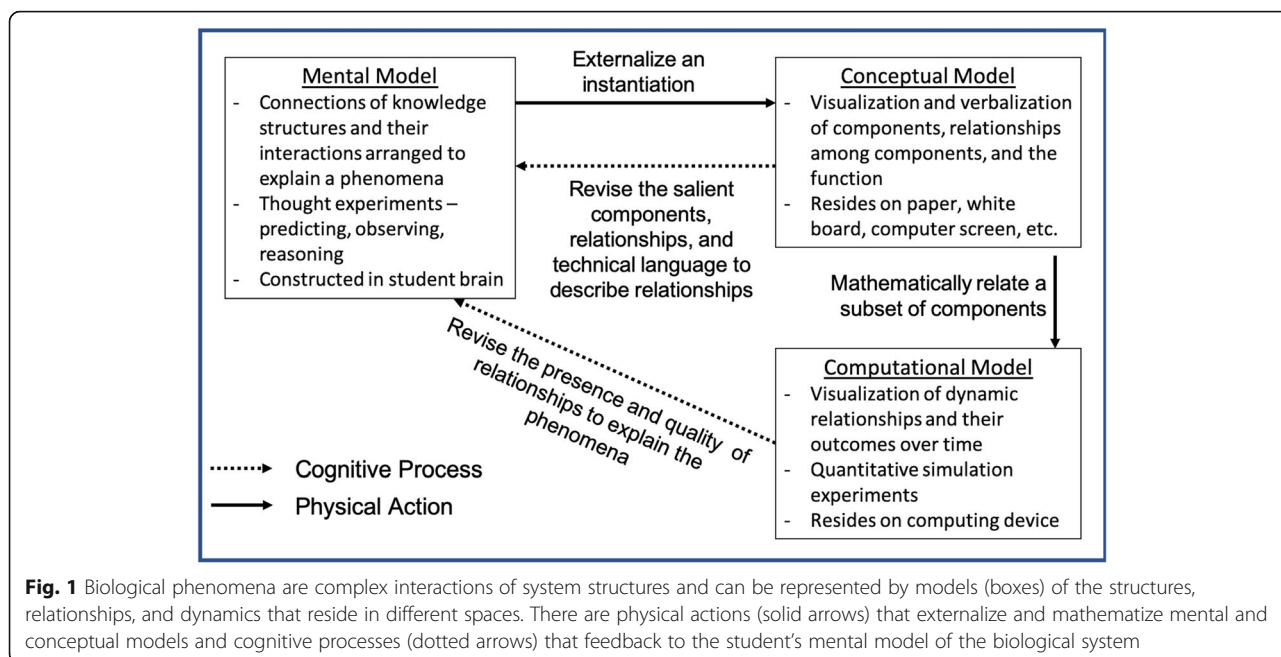 Mental Model
- Connections of knowledge
structures and their
interactions arranged to
explain a phenomena
- Thought experiments –
predicting, observing,
reasoning
- Constructed in student brain
Externalize an
instantiation
Conceptual Model
- Visualization and verbalization
of components, relationships
among components, and the
function
- Resides on paper, white
board, computer screen, etc.
Revise the salient
components,
relationships, and
technical language to
describe relationships
Mathematically relate a
subset of components
Computational Model
- Visualization of dynamic
relationships and their
outcomes over time
- Quantitative simulation
experiments
- Resides on computing device
Revise the presence and quality of
relationships to explain the
phenomena
Cognitive Process
Physical Action
Fig. 1 Biological phenomena are complex interactions of system structures and can be represented by models (boxes) of the structures,
relationships, and dynamics that reside in different spaces. There are physical actions (solid arrows) that externalize and mathematize mental and
conceptual models and cognitive processes (dotted arrows) that feedback to the student's mental model of the biological system